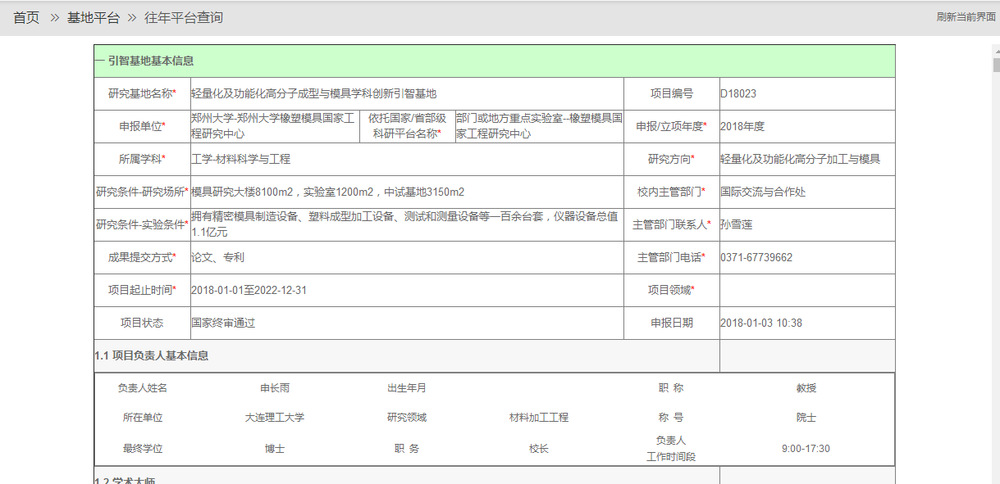 首页 » 基地平台 » 往年平台查询 刷新当前界面
一 引智基地基本信息
研究基地名称* 轻量化及功能化高分子成型与模具学科创新引智基地 项目编号 D18023
申报单位* 郑州大学-郑州大学橡塑模具国家工程研究中心 依托国家/省部级科研平台名称* 部门或地方重点实验室--橡塑模具国家工程研究中心 申报/立项年度* 2018年度
所属学科* 工学-材料科学与工程 研究方向* 轻量化及功能化高分子加工与模具
研究条件-研究场所* 模具研究大楼8100m2，实验室1200m2，中试基地3150m2 校内主管部门* 国际交流与合作处
研究条件-实验条件* 拥有精密模具制造设备、塑料成型加工设备、测试和测量设备等一百余台套，仪器设备总值1.1亿元 主管部门联系人* 孙雪莲
成果提交方式* 论文、专利 主管部门电话* 0371-67739662
项目起止时间* 2018-01-01至2022-12-31 项目领域*
项目状态 国家终审通过 申报日期 2018-01-03 10:38
1.1 项目负责人基本信息
负责人姓名 申长雨 出生年月 职 称 教授
所在单位 大连理工大学 研究领域 材料加工工程 称 号 院士
最终学位 博士 职 务 校长 负责人工作时间段 9:00-17:30
1.2 学术大师